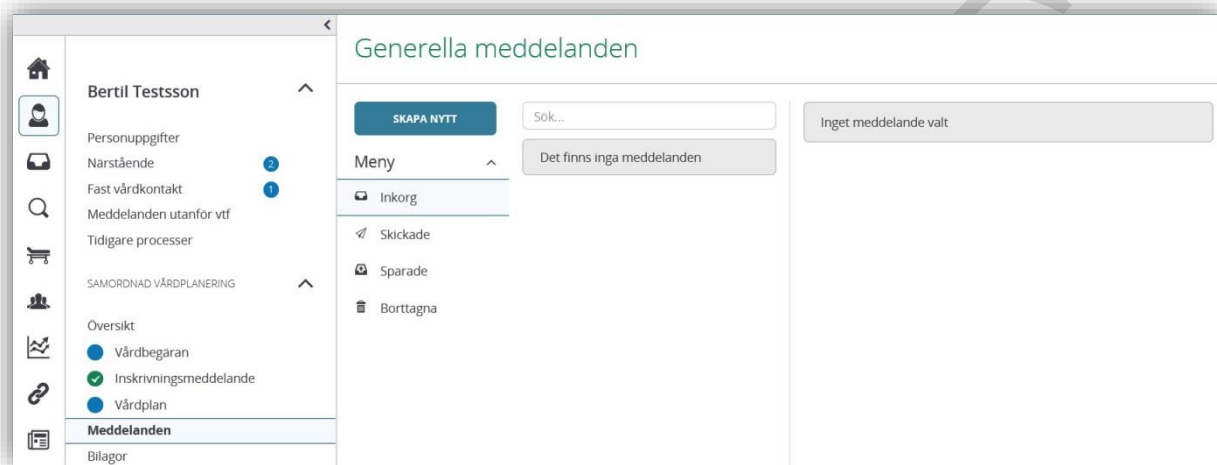 Generella meddelanden
Bertil Testsson
Personuppgifter
Närstående 2
Fast vårdkontakt 1
Meddelanden utanför vtf
Tidigare processer
SAMORDNAD VÅRDPLANERING
Översikt
Vårdbegäran
Inskrivningsmeddelande
Vårdplan
Meddelanden
Bilagor
SKAPA NYTT
Meny
Inkorg
Skickade
Sparade
Borttagna
Sök...
Det finns inga meddelanden
Inget meddelande valt